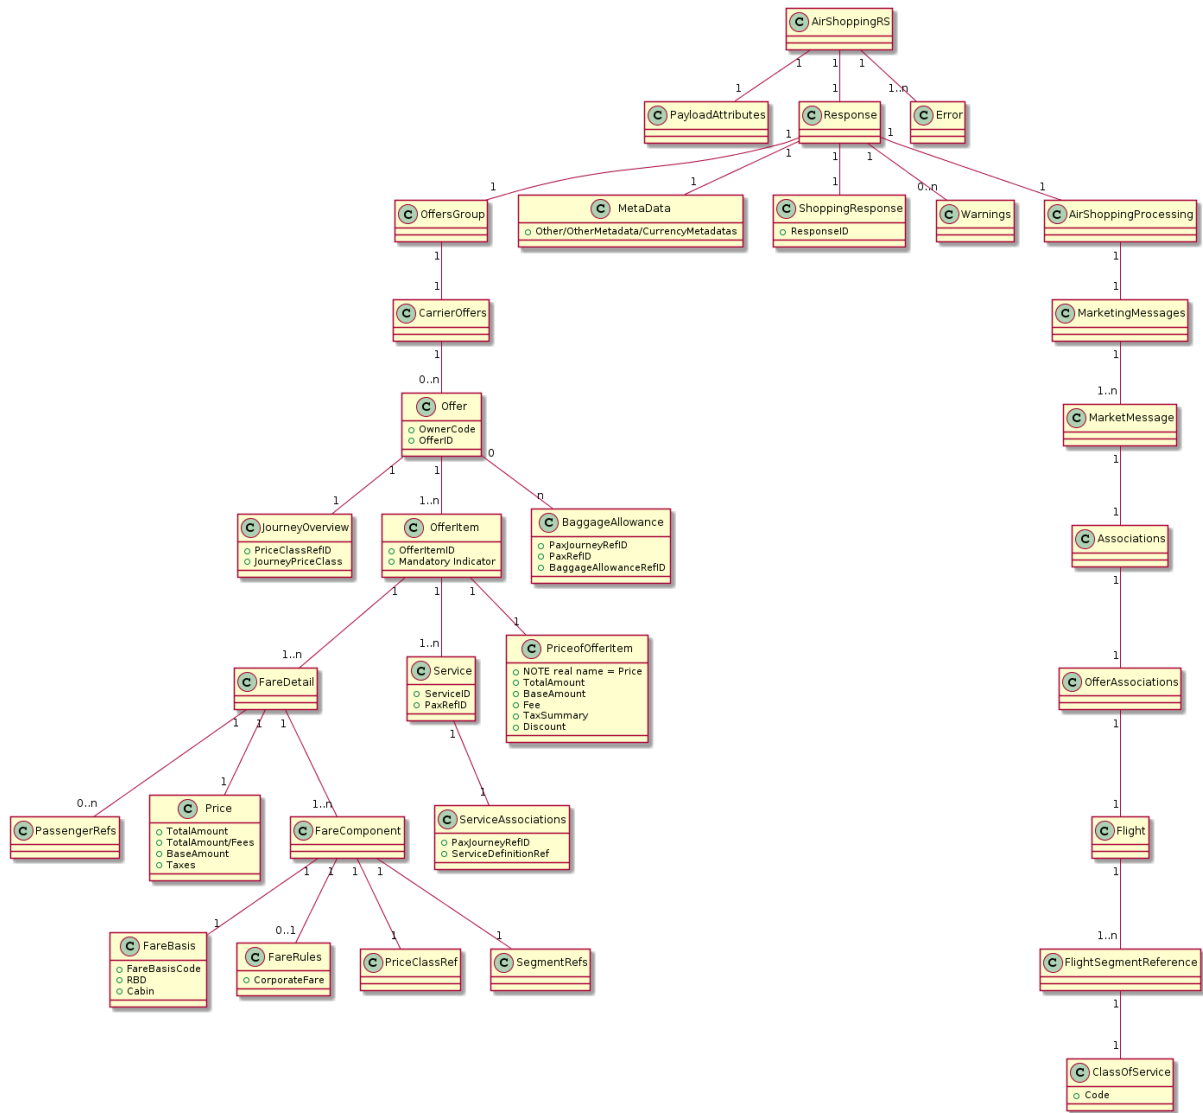 C AirShoppingRS
1 1 1
1 1 1..n
C PayloadAttributes
C Response
C Error
1 1 1 1 1
1 1 1 0..n 1
C OffersGroup
C MetaData
Other/OtherMetadata/CurrencyMetadatas
C ShoppingResponse
ResponseID
C Warnings
C AirShoppingProcessing
1 1
1 1
C CarrierOffers
C MarketingMessages
1 1
0..n 1..n
C Offer
OwnerCode
OfferID
C MarketMessage
1 1 0 1
1 1..n n 1
C JourneyOverview
PriceClassRefID
JourneyPriceClass
C OfferItem
OfferItemID
Mandatory Indicator
C BaggageAllowance
PaxJourneyRefID
PaxRefID
BaggageAllowanceRefID
C Associations
1 1 1 1
1..n 1..n 1 1
C FareDetail
C Service
ServiceID
PaxRefID
C PriceofOfferItem
NOTE real name = Price
TotalAmount
BaseAmount
Fee
TaxSummary
Discount
C OfferAssociations
1 1 1 1 1
0..n 1 1..n 1 1
C PassengerRefs
C Price
TotalAmount
TotalAmount/Fees
BaseAmount
Taxes
C FareComponent
C ServiceAssociations
PaxJourneyRefID
ServiceDefinitionRef
C Flight
1 1 1 1 1
1 0..1 1 1 1..n
C FareBasis
FareBasisCode
RBD
Cabin
C FareRules
CorporateFare
C PriceClassRef
C SegmentRefs
C FlightSegmentReference
1
1
C ClassOfService
Code